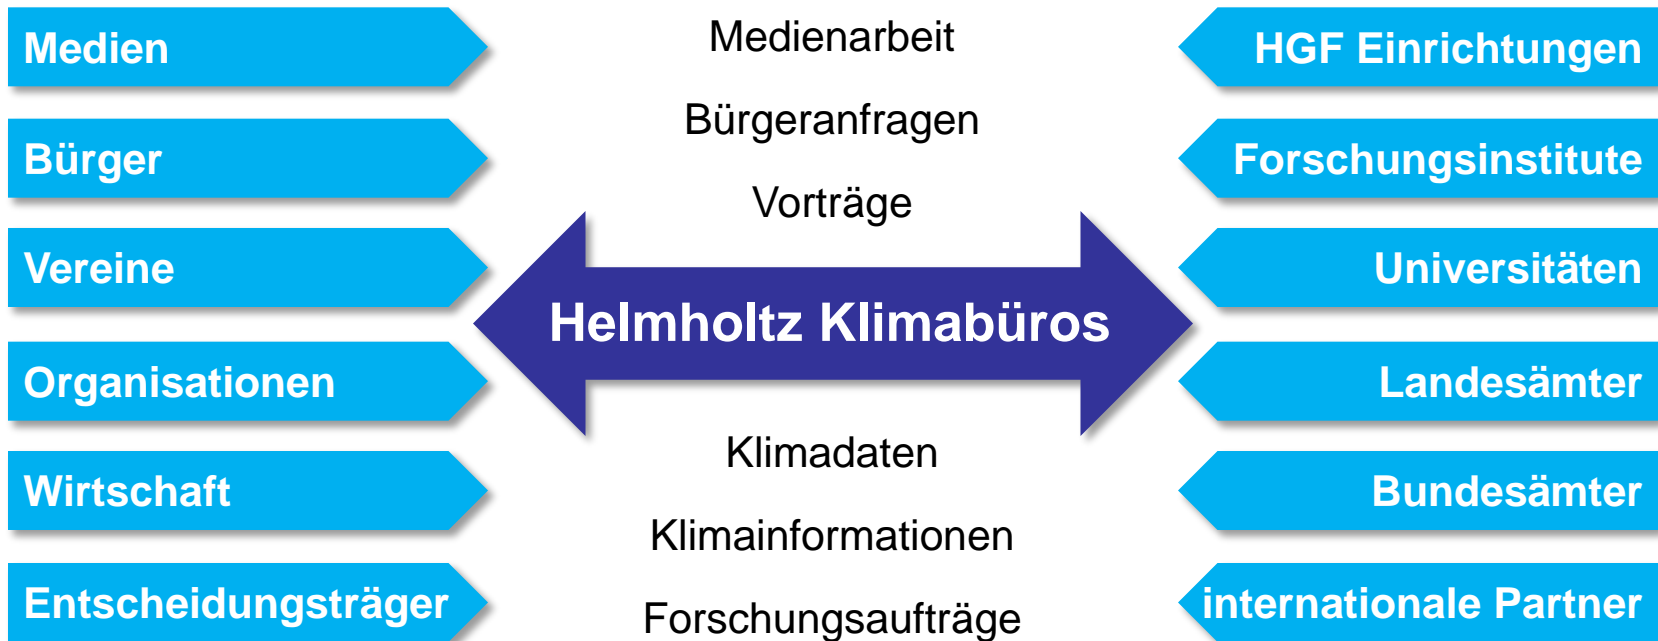 Medien
Bürger
Vereine
Organisationen
Wirtschaft
Entscheidungsträger
Medienarbeit
Bürgeranfragen
Vorträge
Helmholtz Klimabüros
Klimadaten
Klimainformationen
Forschungsaufträge
HGF Einrichtungen
Forschungsinstitute
Universitäten
Landesämter
Bundesämter
internationale Partner